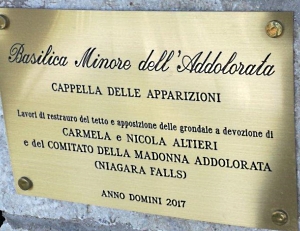 Basilica Minore dell'Addolorata
CAPPELLA DELLE APPARIZIONI
Lavori di restauro del tetto e apposizione delle grondaie a devozione di
CARMELA e NICOLA ALTIERI
e del COMITATO DELLA MADONNA ADDOLORATA
(NIAGARA FALLS)
ANNO DOMINI 2017